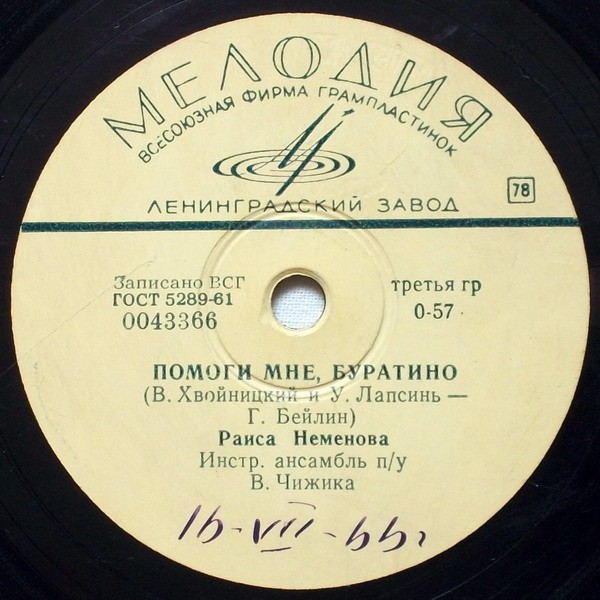 МЕЛОДИЯ
ВСЕСОЮЗНАЯ ФИРМА ГРАМПЛАСТИНОК
78
ЛЕНИНГРАДСКИЙ ЗАВОД
Записано ВСГ
ГОСТ 5289-61
0043366
третья гр
0-57
ПОМОГИ МНЕ, БУРАТИНО
(В. Хвойницкий и У. Лапсинь —
Г. Бейлин)
Раиса Неменова
Инстр. ансамбль п/у
В. Чижика
16-VII-66г